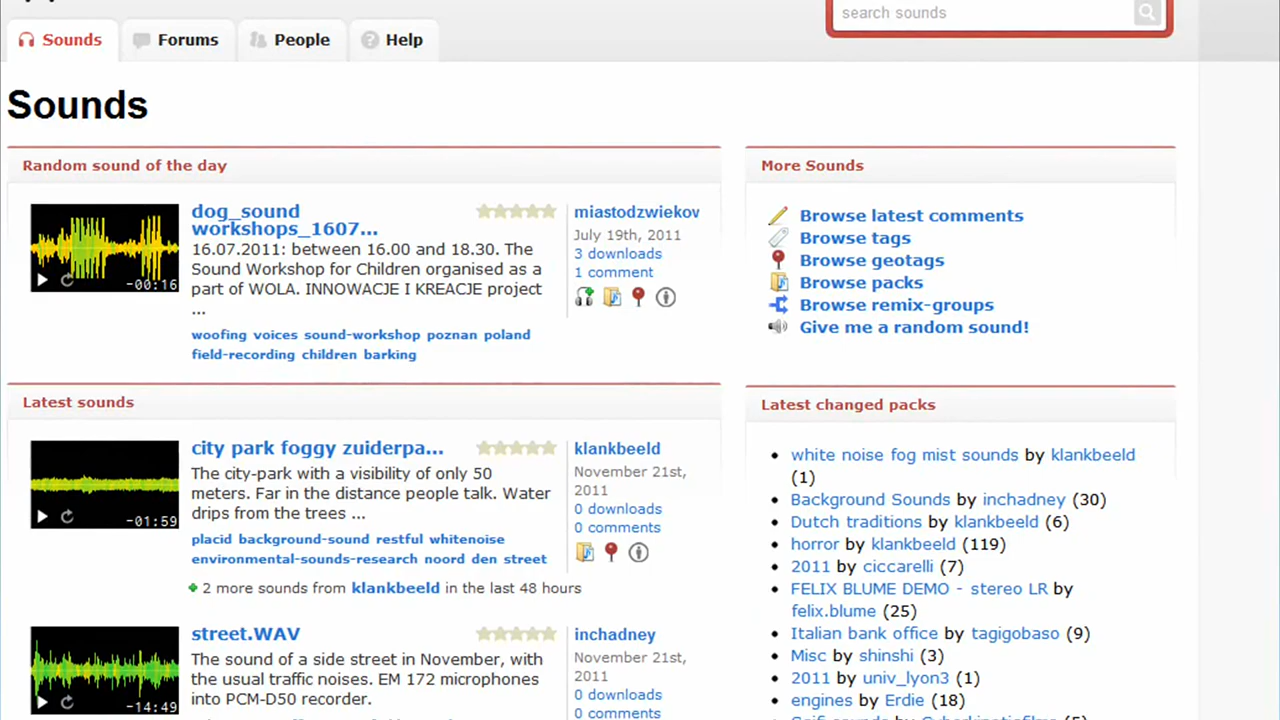 search sounds
Sounds
Forums
People
Help
Sounds
Random sound of the day
dog_sound
workshops_1607...
16.07.2011: between 16.00 and 18.30. The
Sound Workshop for Children organised as a
part of WOLA. INNOWACJE I KREACJE project
...
woofing voices sound-workshop poznan poland
field-recording children barking
-00:16
miastodzwiekov
July 19th, 2011
3 downloads
1 comment
Latest sounds
city park foggy zuiderpa...
The city-park with a visibility of only 50
meters. Far in the distance people talk. Water
drips from the trees ...
placid background-sound restful whitenoise
environmental-sounds-research noord den street
-01:59
klankbeeld
November 21st,
2011
0 downloads
0 comments
2 more sounds from klankbeeld in the last 48 hours
street.WAV
The sound of a side street in November, with
the usual traffic noises. EM 172 microphones
into PCM-D50 recorder.
-14:49
inchadney
November 21st,
2011
0 downloads
0 comments
More Sounds
Browse latest comments
Browse tags
Browse geotags
Browse packs
Browse remix-groups
Give me a random sound!
Latest changed packs
white noise fog mist sounds by klankbeeld
(1)
Background Sounds by inchadney (30)
Dutch traditions by klankbeeld (6)
horror by klankbeeld (119)
2011 by ciccarelli (7)
FELIX BLUME DEMO - stereo LR by
felix.blume (25)
Italian bank office by tagigobaso (9)
Misc by shinshi (3)
2011 by univ_lyon3 (1)
engines by Erdie (18)